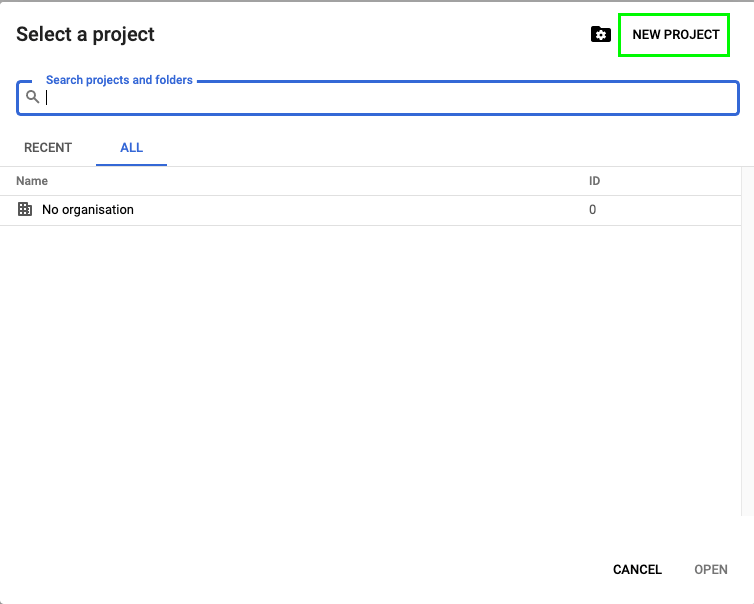 Select a project
NEW PROJECT
Search projects and folders
RECENT ALL
Name ID
No organisation 0
CANCEL OPEN